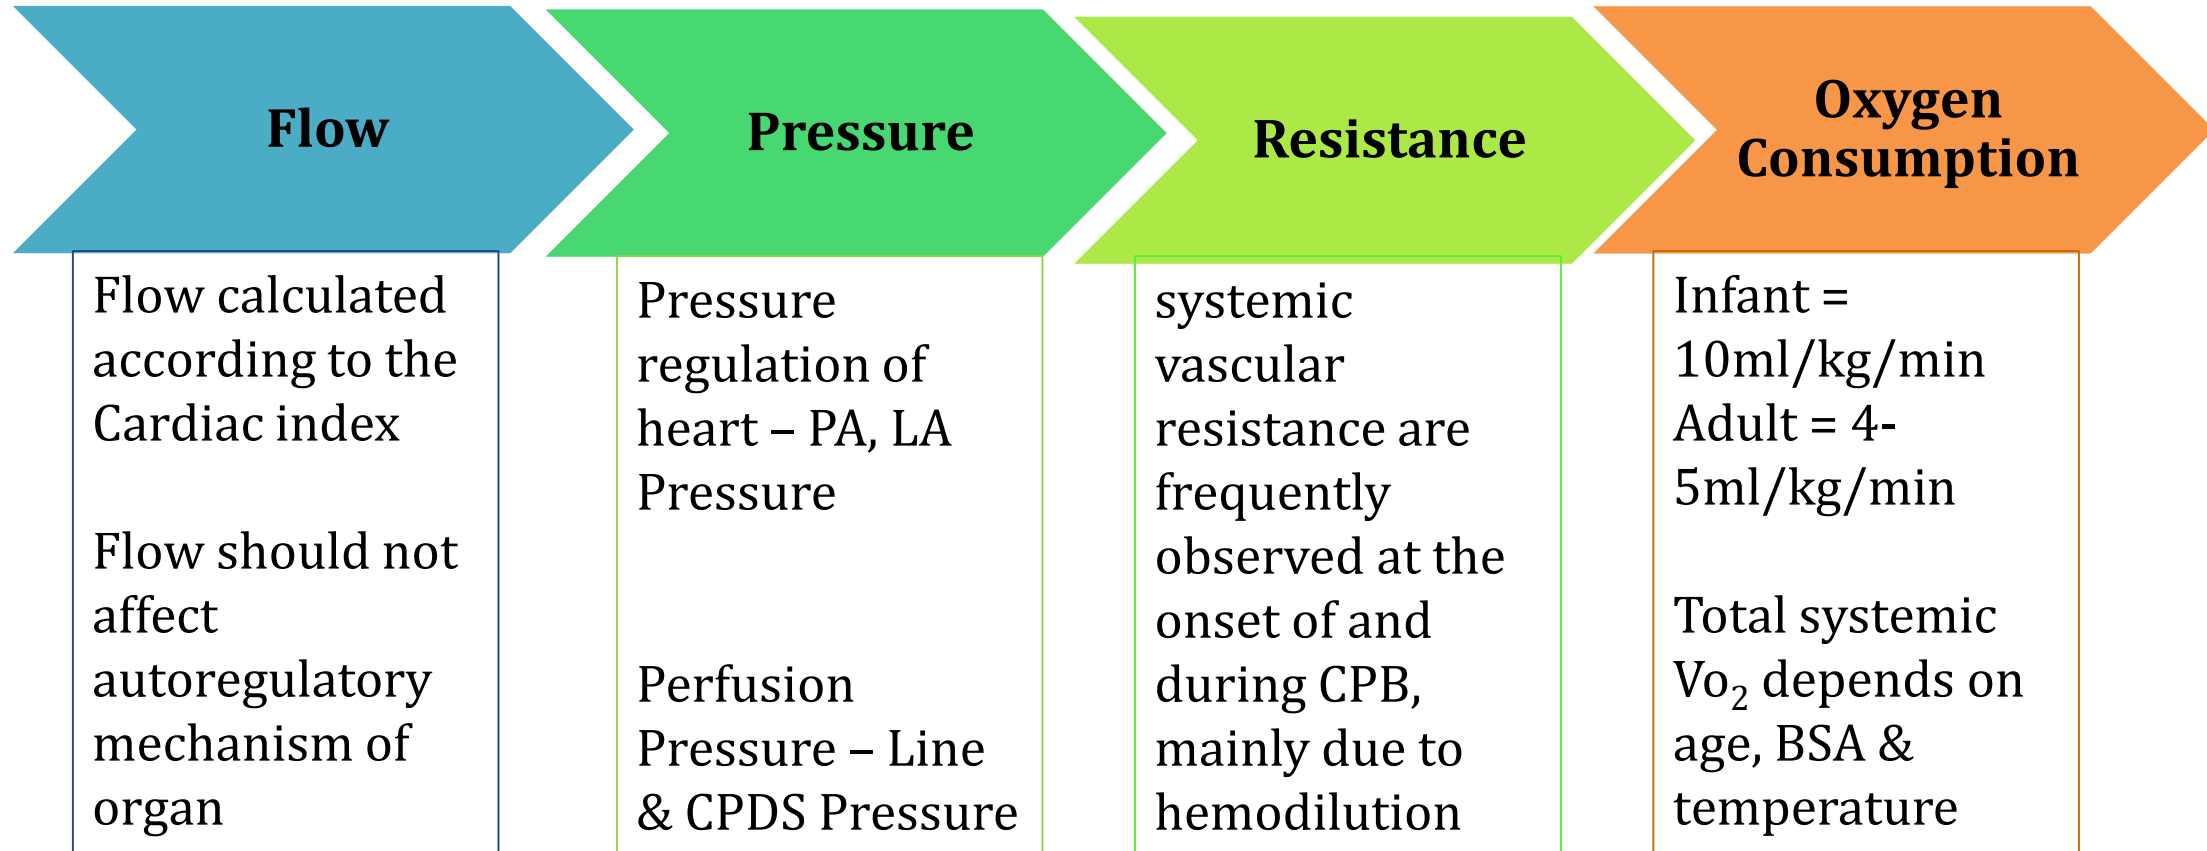 Flow
Flow calculated
according to the
Cardiac index
Flow should not
affect
autoregulatory
mechanism of
organ
Pressure
Pressure
regulation of
heart – PA, LA
Pressure
Perfusion
Pressure – Line
& CPDS Pressure
Resistance
systemic
vascular
resistance are
frequently
observed at the
onset of and
during CPB,
mainly due to
hemodilution
Oxygen
Consumption
Infant =
10ml/kg/min
Adult = 4-
5ml/kg/min
Total systemic
Vo₂ depends on
age, BSA &
temperature